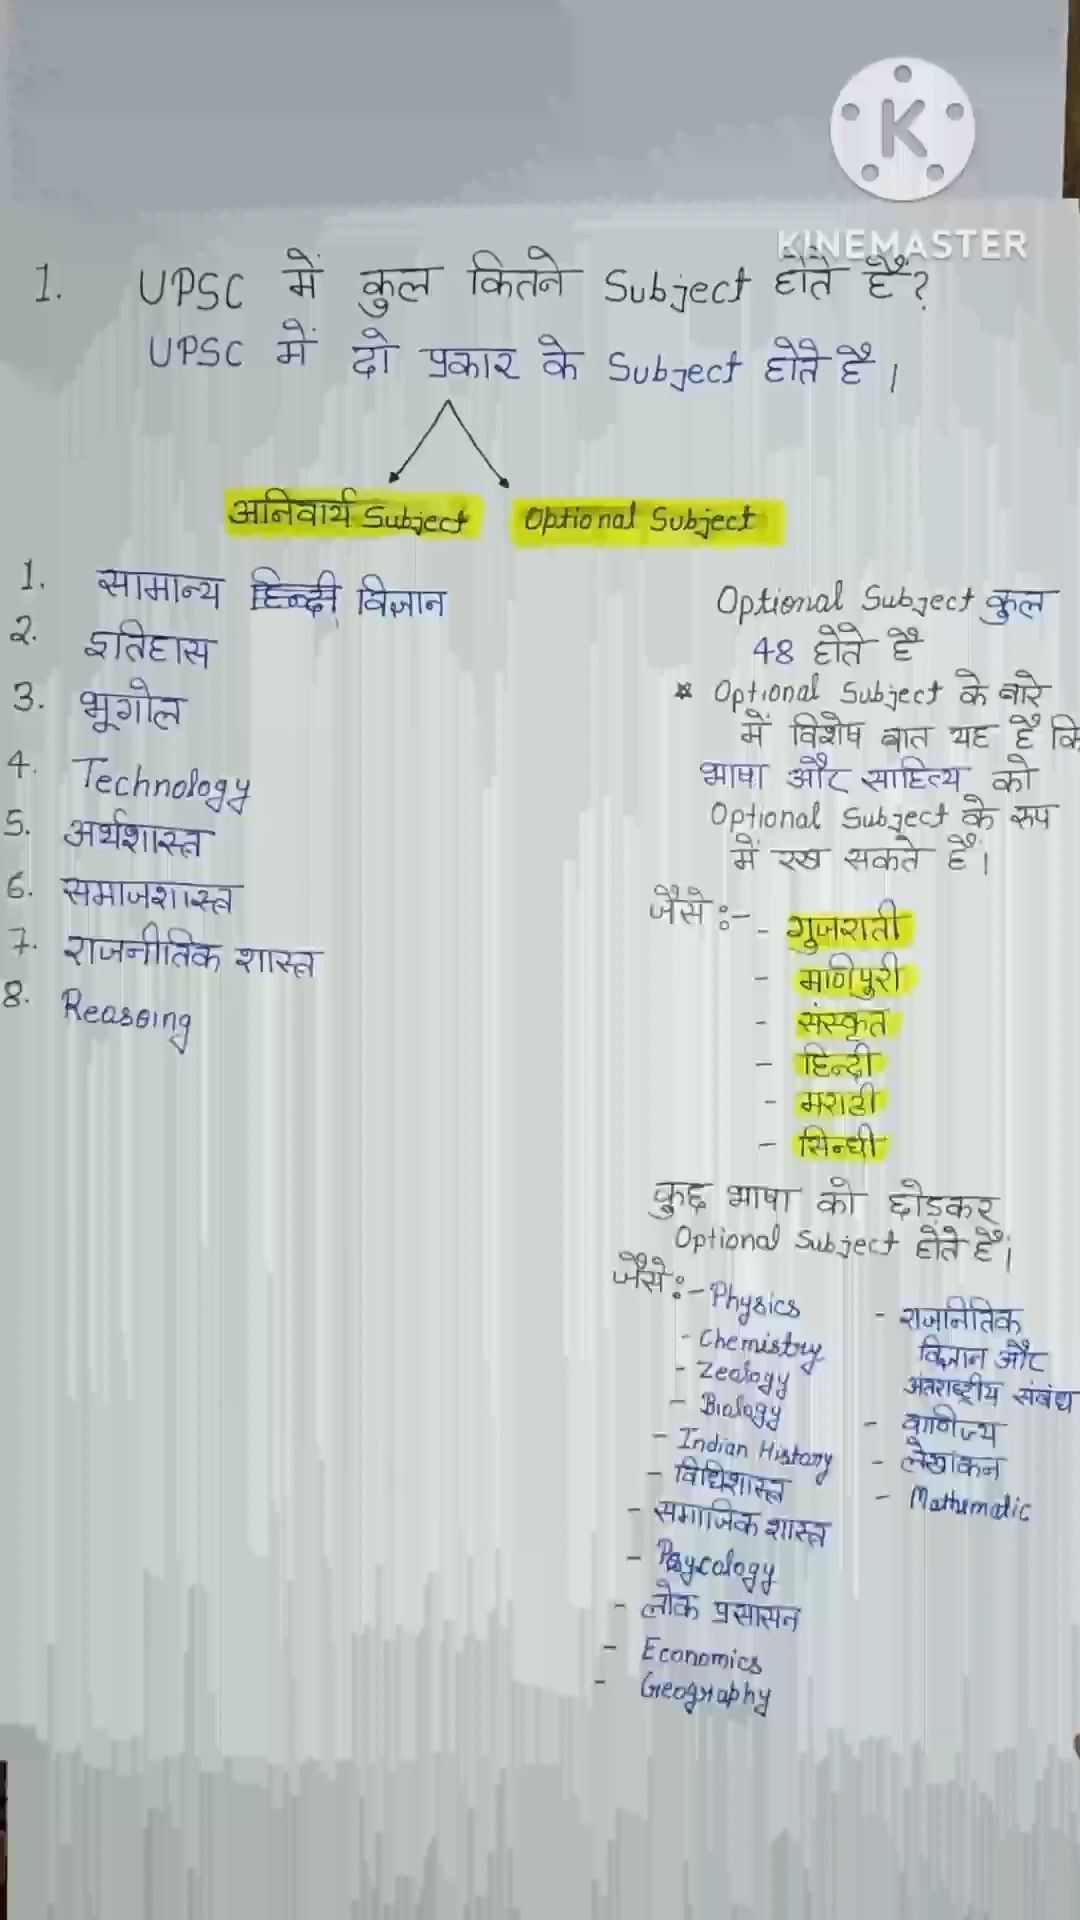 K
KINEMASTER
1. UPSC में कुल कितने Subject होते हैं?
UPSC में दो प्रकार के Subject होते है।
अनिवार्य Subject
Optional Subject
1. सामान्य हिन्दी विज्ञान
2. इतिहास
3. भूगोल
4. Technology
5. अर्थशास्त्र
6. समाजशास्त्र
7. राजनीतिक शास्त्र
8. Reasoing
Optional Subject कुल
48 होते है
* Optional Subject के बारे
में विशेष बात यह है कि
भाषा और साहित्य को
Optional Subject के रुप
में रख सकते हैं।
जैसे :-
- गुजराती
- मणिपुरी
- संस्कृत
- हिन्दी
- मराठी
- सिन्धी
कुछ भाषा को छोड़कर
Optional Subject होते हैं।
जैसे :- Physics
- Chemistry
- Zeology
- Biology
- Indian History
- विधिशास्त्र
- समाजिक शास्त्र
- Psycology
- लोक प्रसासन
- Economics
- Geography
- राजनितिक
विज्ञान और
अंतराष्ट्रीय संबंध
- वाणिज्य
- लेखाकन
- Mathematic